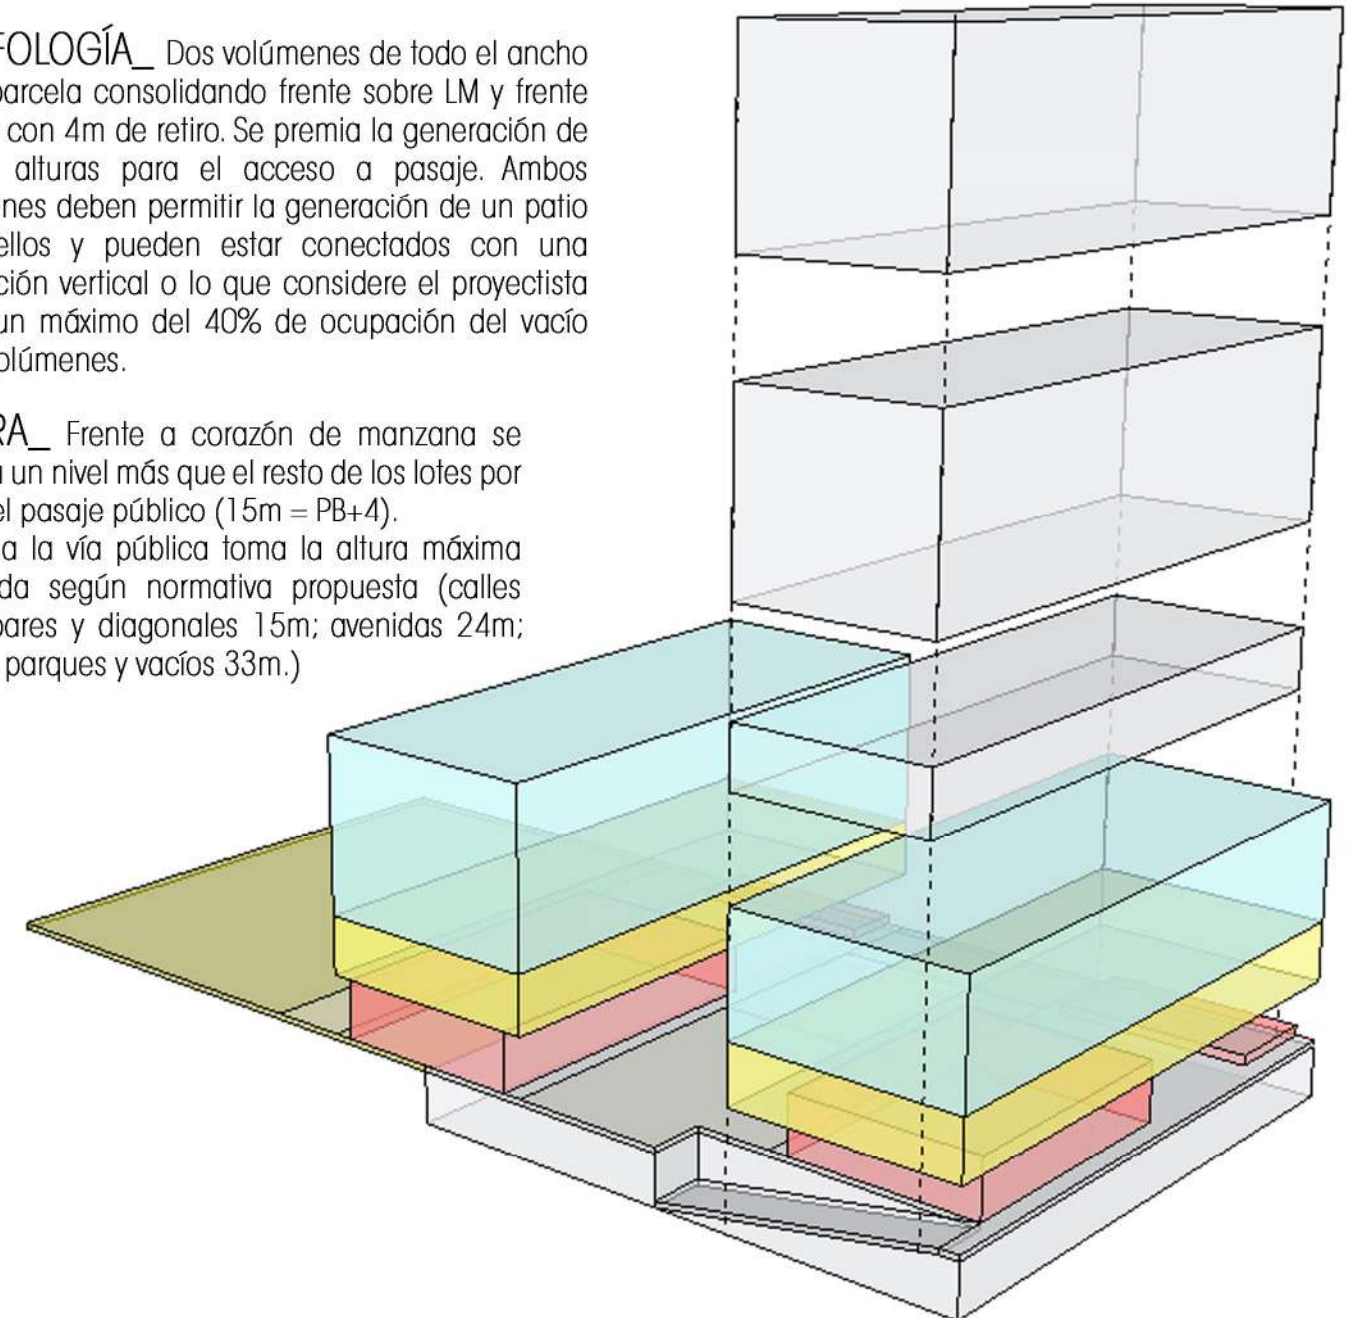 FOLOGÍA_ Dos volúmenes de todo el ancho
parcela consolidando frente sobre LM y frente
con 4m de retiro. Se premia la generación de
alturas para el acceso a pasaje. Ambos
nes deben permitir la generación de un patio
ellos y pueden estar conectados con una
ción vertical o lo que considere el proyectista
un máximo del 40% de ocupación del vacío
olúmenes.
RA_ Frente a corazón de manzana se
un nivel más que el resto de los lotes por
el pasaje público (15m = PB+4).
a la vía pública toma la altura máxima
da según normativa propuesta (calles
pares y diagonales 15m; avenidas 24m;
parques y vacíos 33m.)